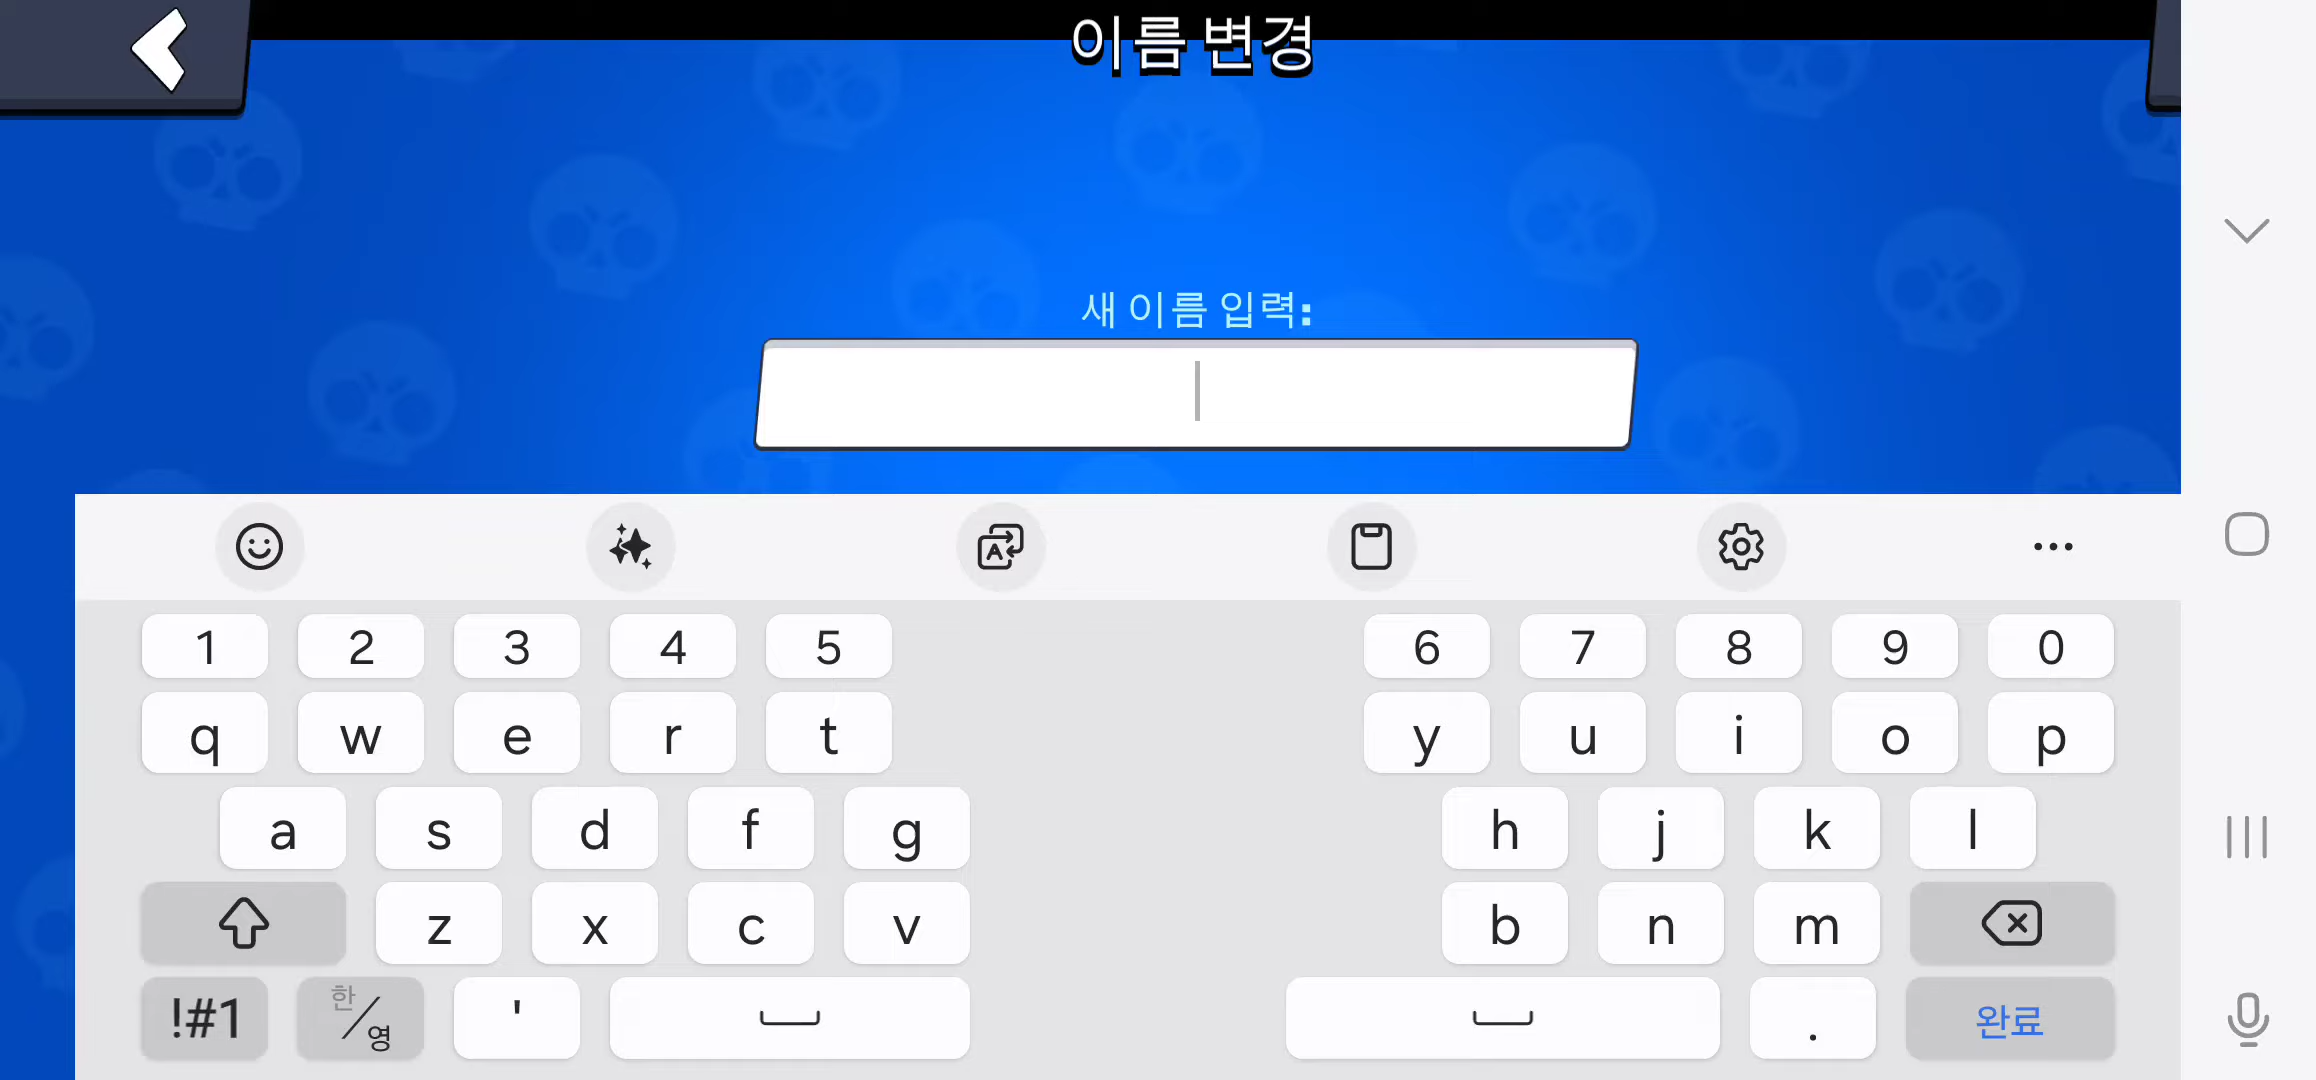 이름 변경
새 이름 입력:
1 2 3 4 5 6 7 8 9 0
q w e r t y u i o p
a s d f g h j k l
z x c v b n m
!#1 한/영 ' . 완료